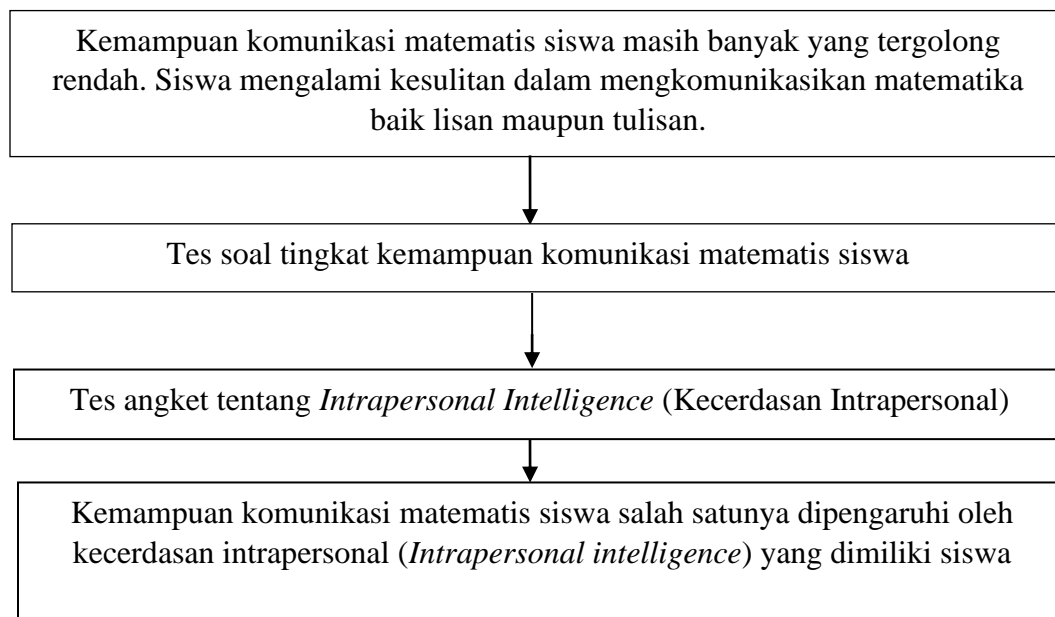 Kemampuan komunikasi matematis siswa masih banyak yang tergolong
rendah. Siswa mengalami kesulitan dalam mengkomunikasikan matematika
baik lisan maupun tulisan.
Tes soal tingkat kemampuan komunikasi matematis siswa
Tes angket tentang Intrapersonal Intelligence (Kecerdasan Intrapersonal)
Kemampuan komunikasi matematis siswa salah satunya dipengaruhi oleh
kecerdasan intrapersonal (Intrapersonal intelligence) yang dimiliki siswa